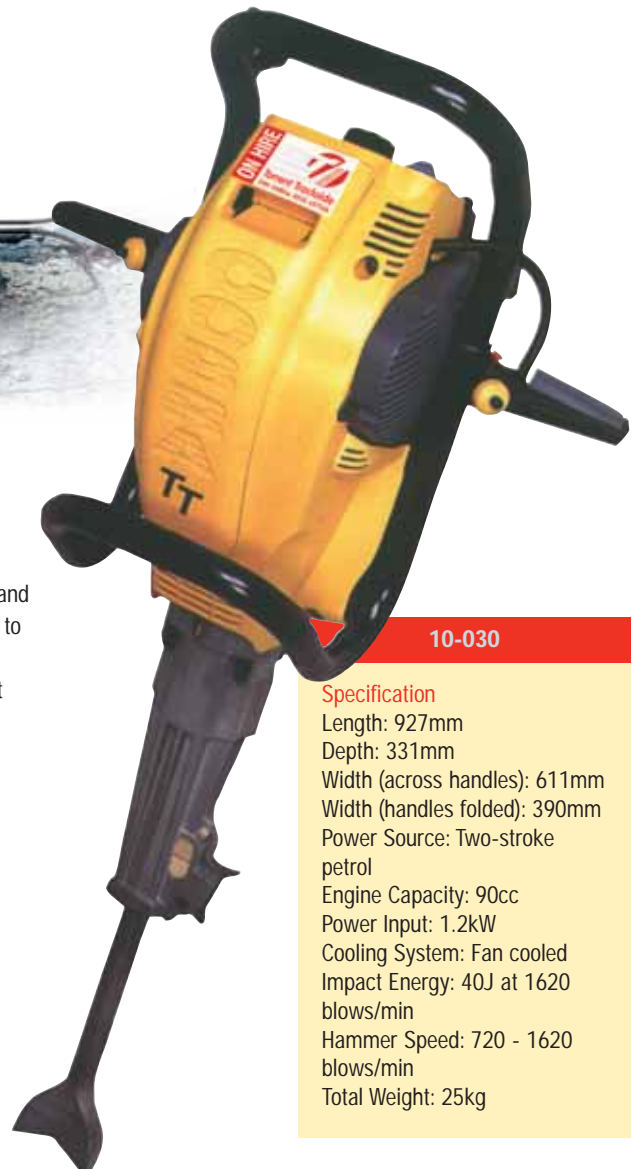 ON HIRE
Torrent Trackside
TT
and
to
t
10-030
Specification
Length: 927mm
Depth: 331mm
Width (across handles): 611mm
Width (handles folded): 390mm
Power Source: Two-stroke
petrol
Engine Capacity: 90cc
Power Input: 1.2kW
Cooling System: Fan cooled
Impact Energy: 40J at 1620
blows/min
Hammer Speed: 720 - 1620
blows/min
Total Weight: 25kg